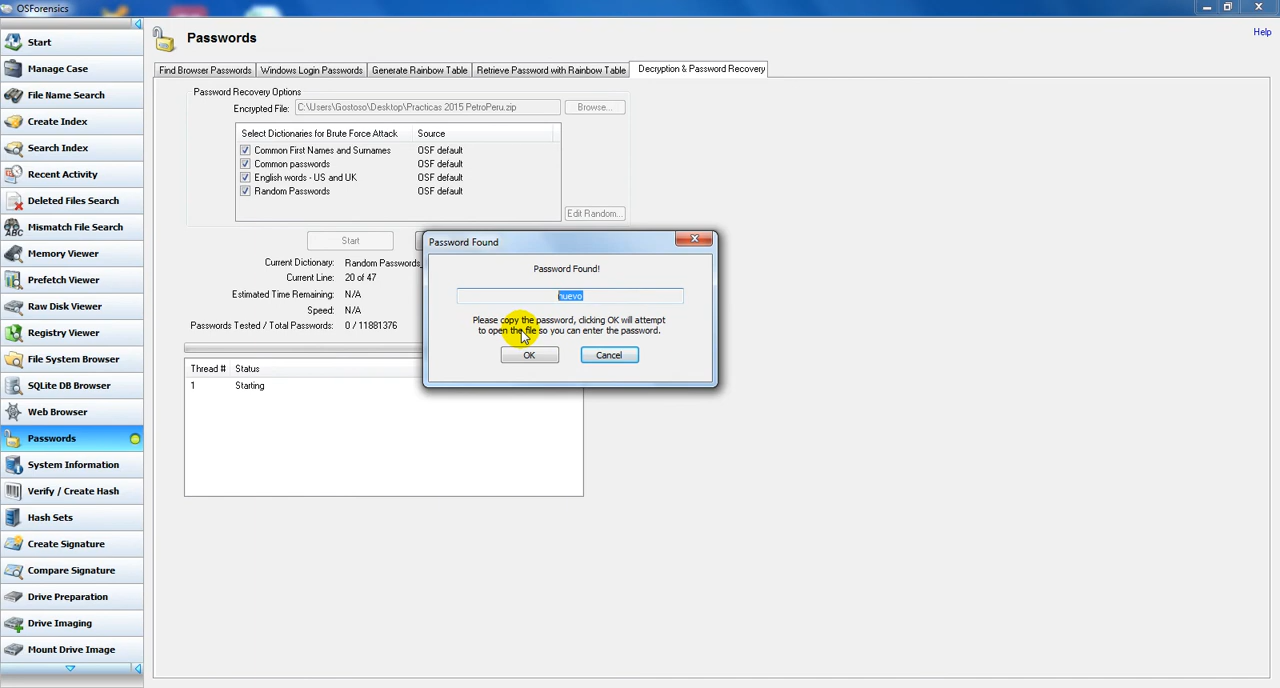 OSForensics
Start
Manage Case
File Name Search
Create Index
Search Index
Recent Activity
Deleted Files Search
Mismatch File Search
Memory Viewer
Prefetch Viewer
Raw Disk Viewer
Registry Viewer
File System Browser
SQLite DB Browser
Web Browser
Passwords
System Information
Verify / Create Hash
Hash Sets
Create Signature
Compare Signature
Drive Preparation
Drive Imaging
Mount Drive Image
Passwords
Help
Find Browser Passwords Windows Login Passwords Generate Rainbow Table Retrieve Password with Rainbow Table Decryption & Password Recovery
Password Recovery Options
Encrypted File: C:\Users\Gostoso\Desktop\Practicas 2015 PetroPeru.zip Browse...
Select Dictionaries for Brute Force Attack Source
Common First Names and Surnames OSF default
Common passwords OSF default
English words - US and UK OSF default
Random Passwords OSF default
Edit Random...
Start
Current Dictionary: Random Passwords_
Current Line: 20 of 47
Estimated Time Remaining: N/A
Speed: N/A
Passwords Tested / Total Passwords: 0 / 11881376
Thread # Status
1 Starting
Password Found
Password Found!
nuevo
Please copy the password, clicking OK will attempt
to open the file so you can enter the password.
OK Cancel